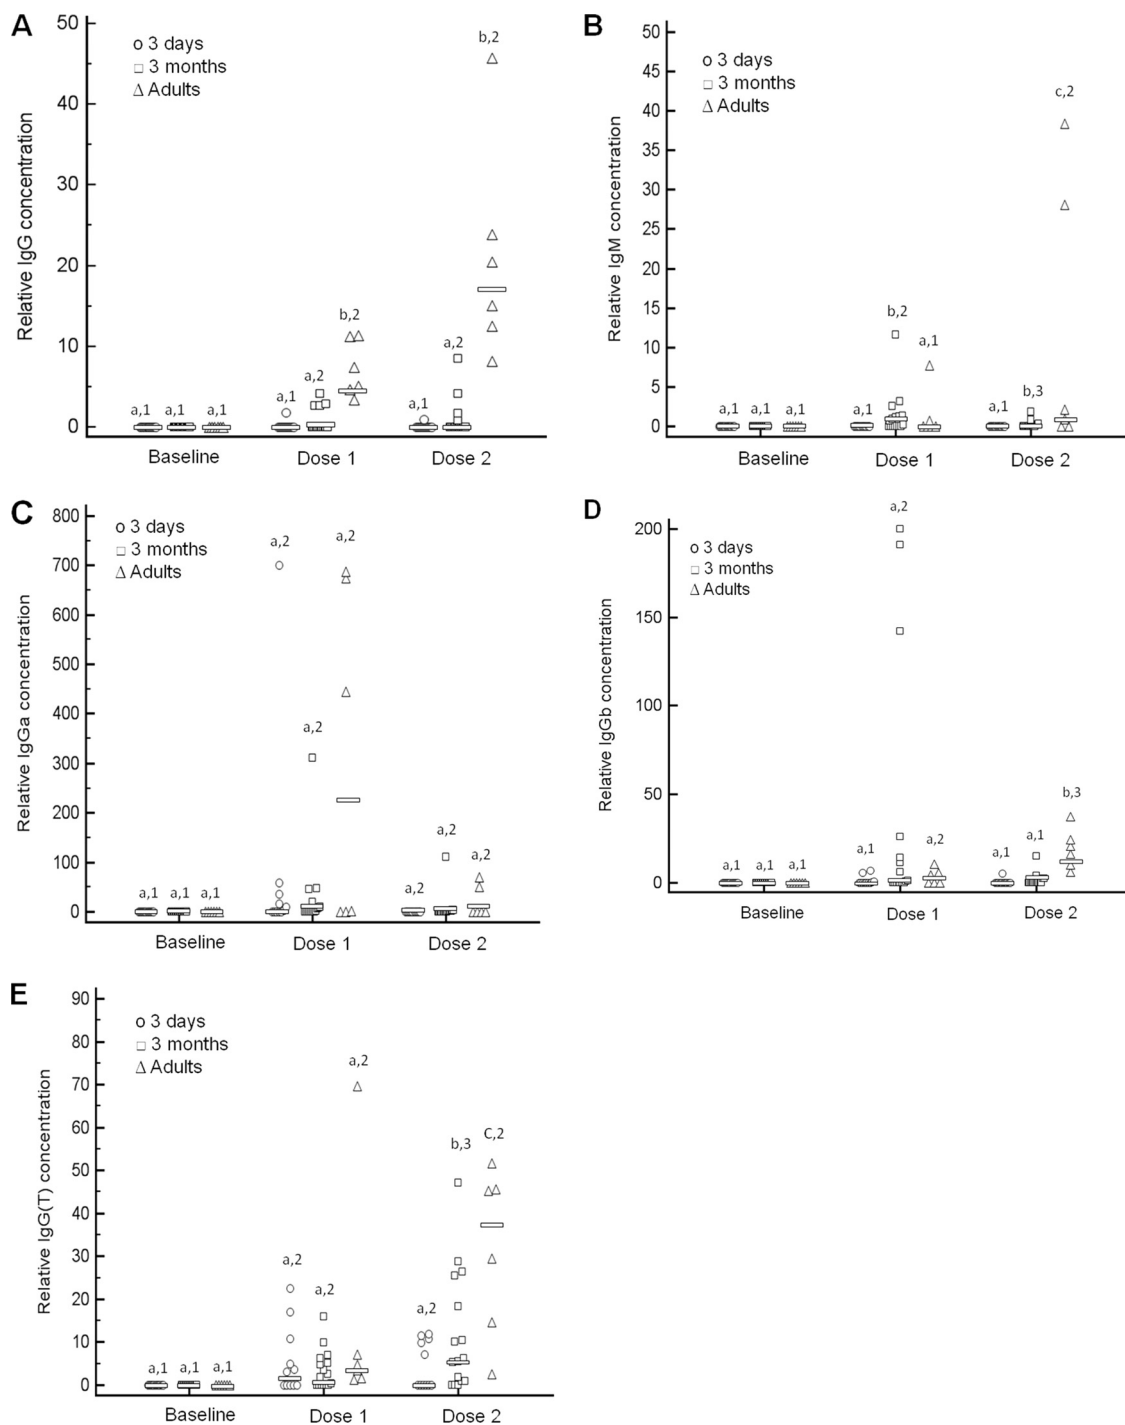 A
Relative IgG concentration
50
40
30
20
10
0
3 days
3 months
Adults
a,1 a,1 a,1
a,1 a,2 b,2
a,1 a,2 b,2
Baseline Dose 1 Dose 2
B
Relative IgM concentration
50
45
40
35
30
25
20
15
10
5
0
3 days
3 months
Adults
a,1 a,1 a,1
a,1 b,2 a,1
a,1 b,3 c,2
Baseline Dose 1 Dose 2
C
Relative IgGa concentration
800
700
600
500
400
300
200
100
0
3 days
3 months
Adults
a,1 a,1 a,1
a,2 a,2 a,2
a,2 a,2 a,2
Baseline Dose 1 Dose 2
D
Relative IgGb concentration
200
150
100
50
0
3 days
3 months
Adults
a,1 a,1 a,1
a,1 a,2 a,2
a,1 a,1 b,3
Baseline Dose 1 Dose 2
E
Relative IgG(T) concentration
90
80
70
60
50
40
30
20
10
0
3 days
3 months
Adults
a,1 a,1 a,1
a,2 a,2 a,2
a,2 b,3 C,2
Baseline Dose 1 Dose 2